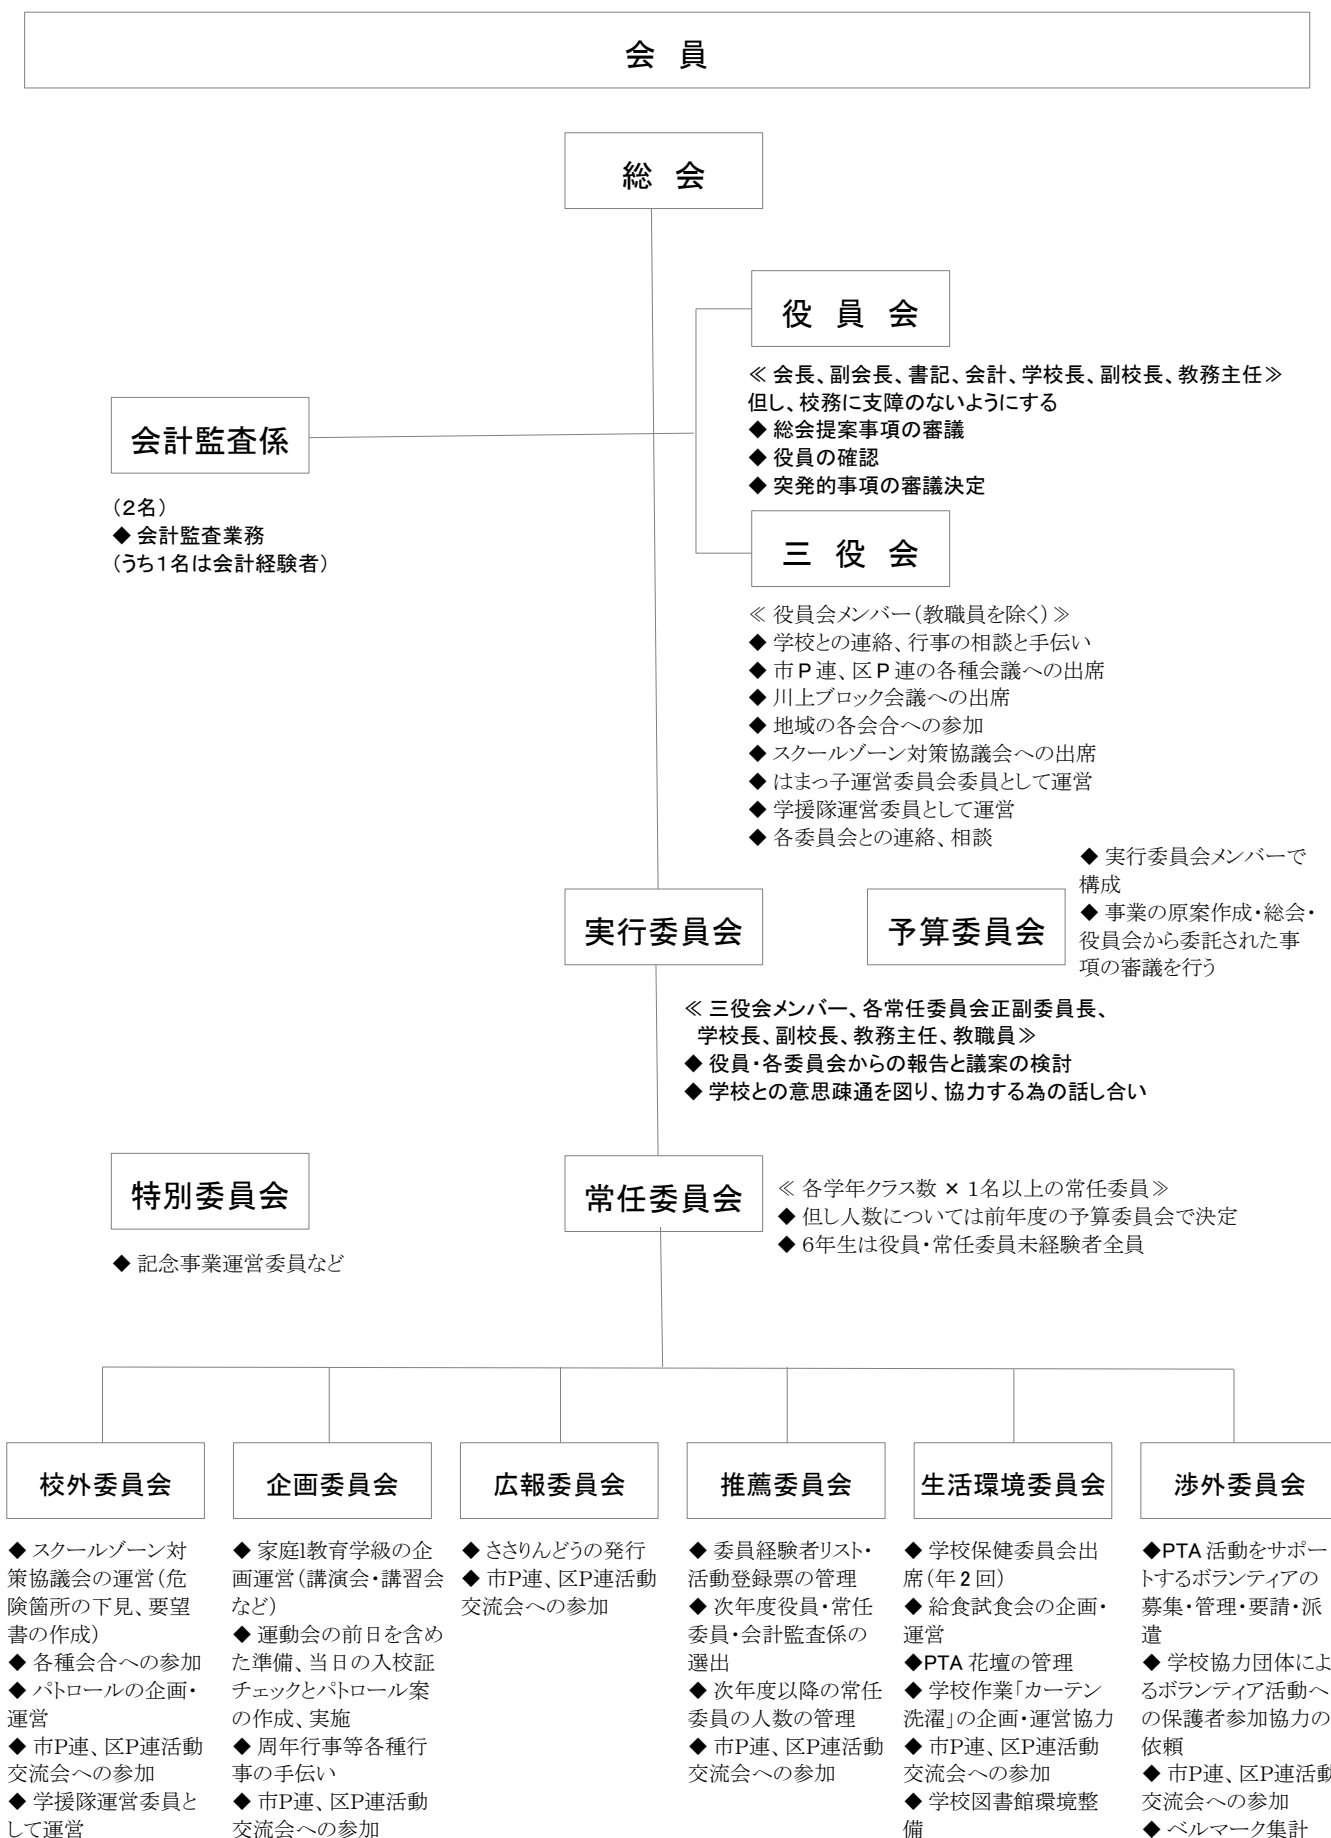 会 員
総 会
役 員 会
≪ 会長、副会長、書記、会計、学校長、副校長、教務主任≫
但し、校務に支障のないようにする
◆ 総会提案事項の審議
◆ 役員の確認
◆ 突発的事項の審議決定
会計監査係
(2名)
◆ 会計監査業務
(うち1名は会計経験者)
三 役 会
≪ 役員会メンバー(教職員を除く) ≫
◆ 学校との連絡、行事の相談と手伝い
◆ 市P連、区P連の各種会議への出席
◆ 川上ブロック会議への出席
◆ 地域の各会合への参加
◆ スクールゾーン対策協議会への出席
◆ はまっ子運営委員会委員として運営
◆ 学援隊運営委員として運営
◆ 各委員会との連絡、相談
実行委員会
予算委員会
◆ 実行委員会メンバーで
構成
◆ 事業の原案作成・総会・
役員会から委託された事
項の審議を行う
≪ 三役会メンバー、各常任委員会正副委員長、
学校長、副校長、教務主任、教職員≫
◆ 役員・各委員会からの報告と議案の検討
◆ 学校との意思疎通を図り、協力する為の話し合い
特別委員会
◆ 記念事業運営委員など
常任委員会
≪ 各学年クラス数 × 1名以上の常任委員≫
◆ 但し人数については前年度の予算委員会で決定
◆ 6年生は役員・常任委員未経験者全員
校外委員会
◆ スクールゾーン対
策協議会の運営(危
険箇所の下見、要望
書の作成)
◆ 各種会合への参加
◆ パトロールの企画・
運営
◆ 市P連、区P連活動
交流会への参加
◆ 学援隊運営委員と
して運営
企画委員会
◆ 家庭1教育学級の企
画運営(講演会・講習会
など)
◆ 運動会の前日を含め
た準備、当日の入校証
チェックとパトロール案
の作成、実施
◆ 周年行事等各種行
事の手伝い
◆ 市P連、区P連活動
交流会への参加
広報委員会
◆ ささりんどうの発行
◆ 市P連、区P連活動
交流会への参加
推薦委員会
◆ 委員経験者リスト・
活動登録票の管理
◆ 次年度役員・常任
委員・会計監査係の
選出
◆ 次年度以降の常任
委員の人数の管理
◆ 市P連、区P連活動
交流会への参加
生活環境委員会
◆ 学校保健委員会出
席(年2回)
◆ 給食試食会の企画・
運営
◆PTA花壇の管理
◆ 学校作業「カーテン
洗濯」の企画・運営協力
◆ 市P連、区P連活動
交流会への参加
◆ 学校図書館環境整
備
渉外委員会
◆PTA活動をサポー
トするボランティアの
募集・管理・要請・派
遣
◆ 学校協力団体によ
るボランティア活動へ
の保護者参加協力の
依頼
◆ 市P連、区P連活動
交流会への参加
◆ ベルマーク集計